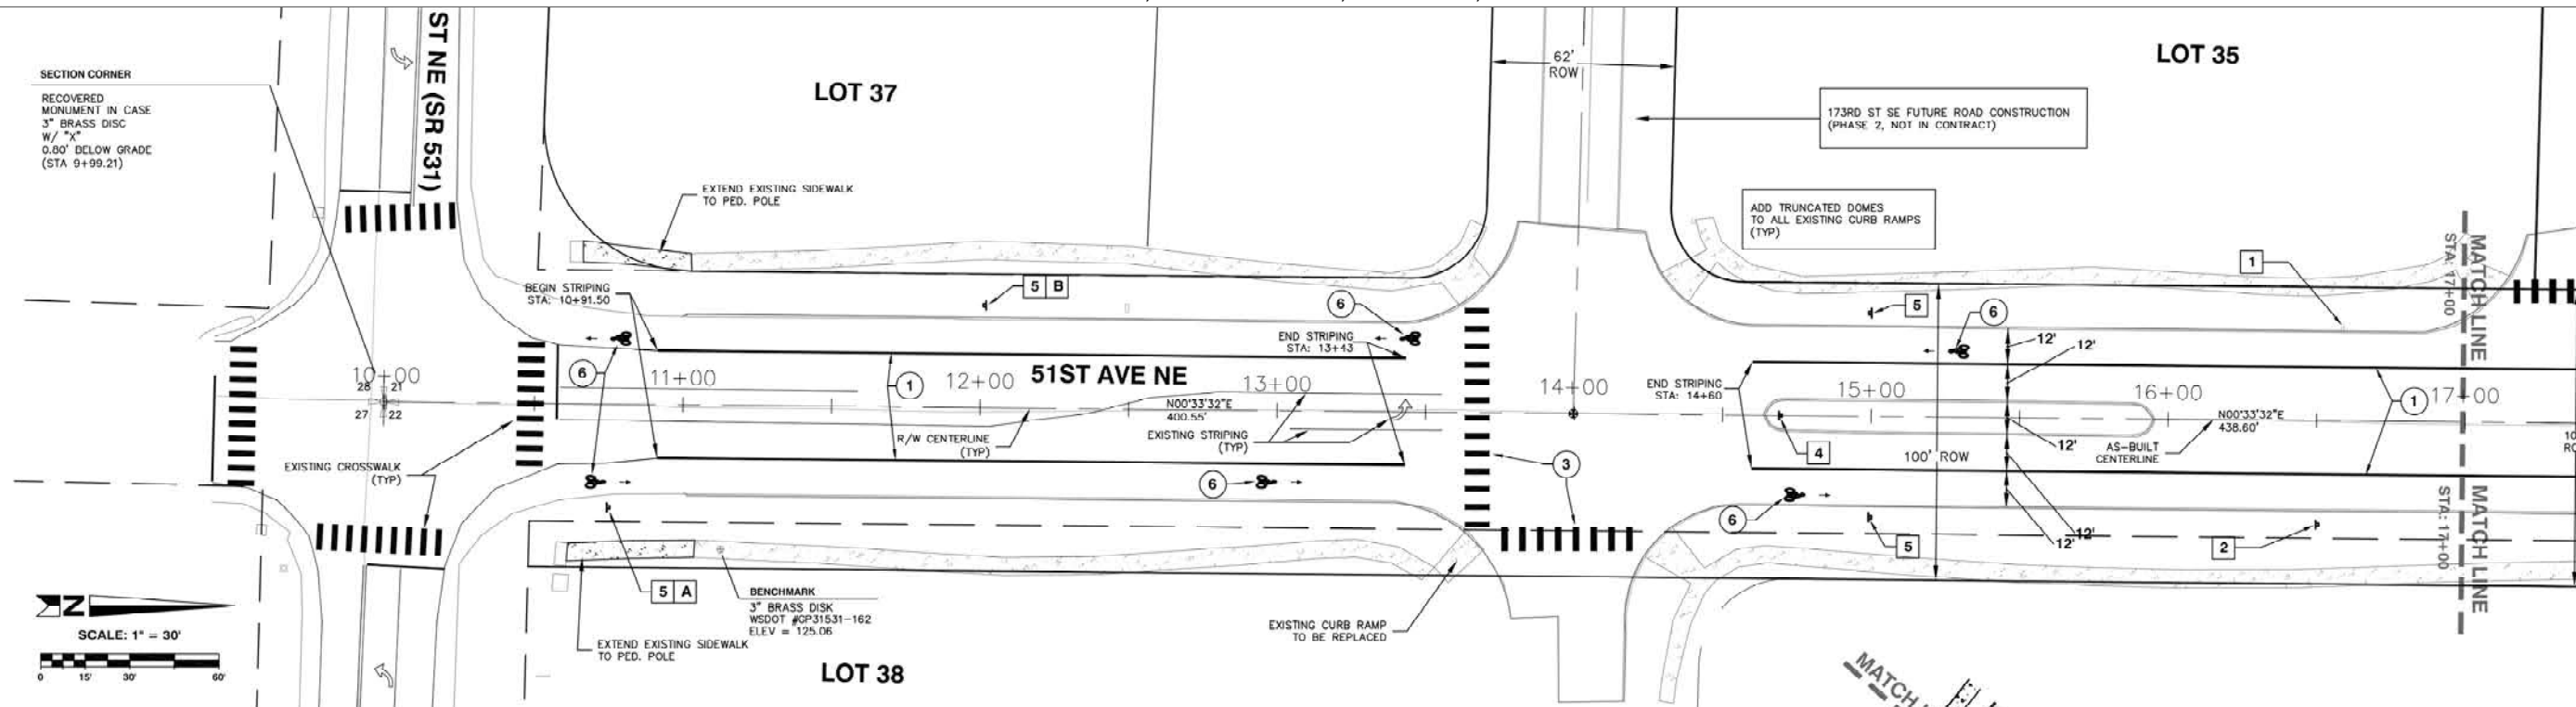 SECTION CORNER
RECOVERED
MONUMENT IN CASE
3" BRASS DISC
W/ "X"
0.80' BELOW GRADE
(STA 9+99.21)
ST NE (SR 531)
LOT 37
62'
ROW
LOT 35
173RD ST SE FUTURE ROAD CONSTRUCTION
(PHASE 2, NOT IN CONTRACT)
EXTEND EXISTING SIDEWALK
TO PED. POLE
ADD TRUNCATED DOMES
TO ALL EXISTING CURB RAMPS
(TYP)
MATCH LINE
STA: 17+00
1
BEGIN STRIPING
STA: 10+91.50
5 B
6
END STRIPING
STA: 13+43
5
6
12'
12'
6
10+00
28 21
27 22
11+00
1
12+00
51ST AVE NE
13+00
14+00
END STRIPING
STA: 14+60
15+00
16+00
1
17+00
N00°33'32"E
400.55'
N00°33'32"E
438.60'
R/W CENTERLINE
(TYP)
EXISTING STRIPING
(TYP)
4
12'
100' ROW
AS-BUILT
CENTERLINE
10
RO
EXISTING CROSSWALK
(TYP)
3
6
6
12'
12'
5
2
MATCH LINE
STA: 17+00
5 A
BENCHMARK
3" BRASS DISK
WSDOT #GP31531-162
ELEV = 125.06
EXTEND EXISTING SIDEWALK
TO PED. POLE
EXISTING CURB RAMP
TO BE REPLACED
N
SCALE: 1" = 30'
0 15' 30' 60'
LOT 38
MATCH